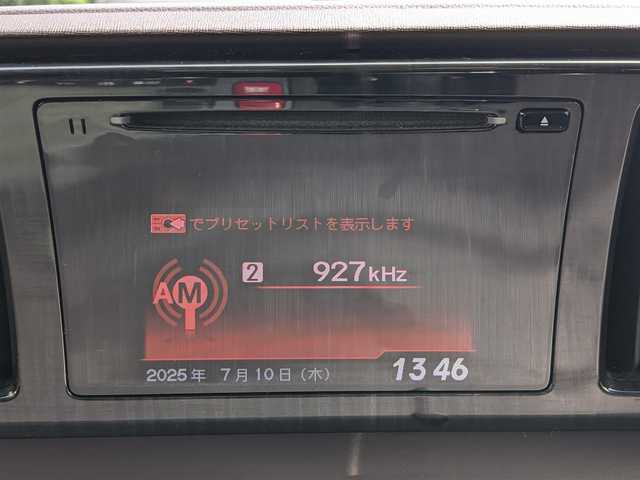 でプリセットリストを表示します
AM
2 927kHz
2025年 7月10日(木) 13 46